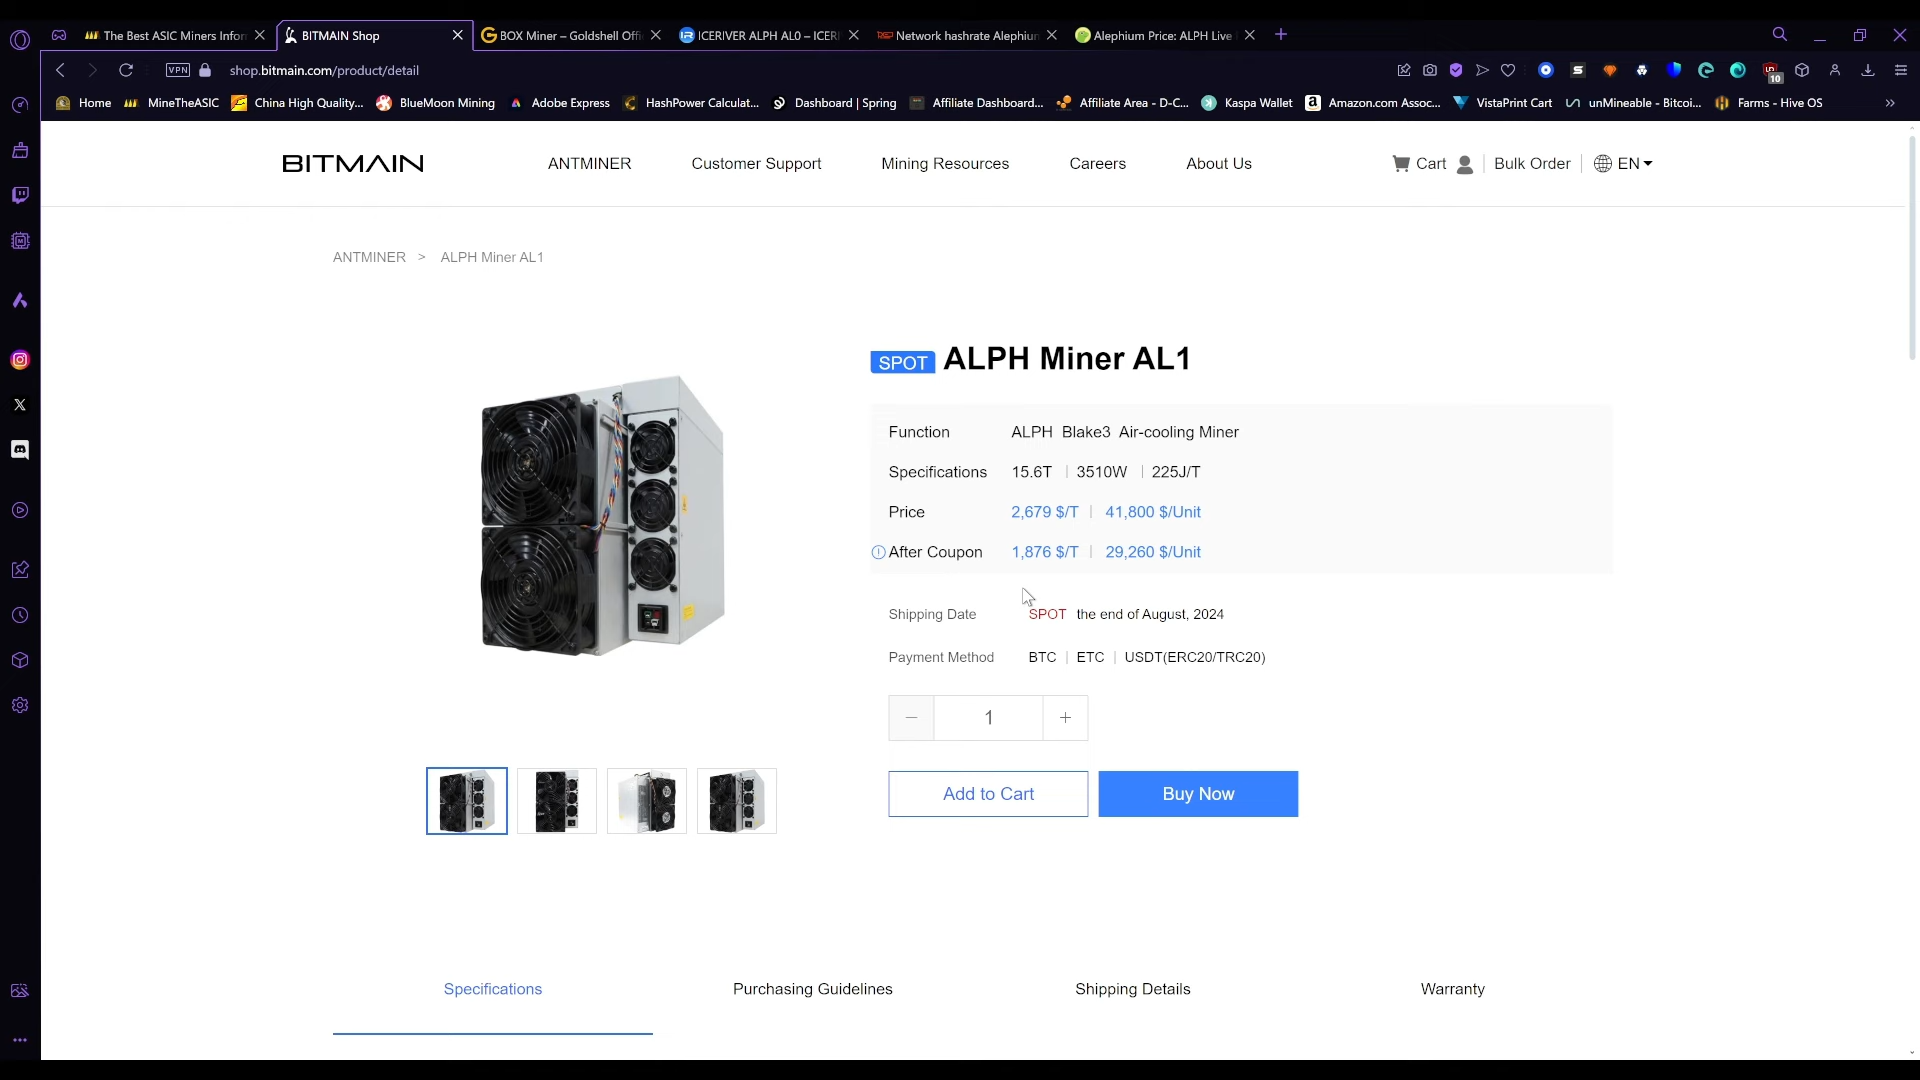 The Best ASIC Miners Infor
BITMAIN Shop
BOX Miner – Goldshell Offi
ICERIVER ALPH AL0 – ICER
Network hashrate Alephium
Alephium Price: ALPH Live
VPN
shop.bitmain.com/product/detail
10
Home
MineTheASIC
China High Quality...
BlueMoon Mining
Adobe Express
HashPower Calculat...
Dashboard | Spring
Affiliate Dashboard...
Affiliate Area - D-C...
Kaspa Wallet
Amazon.com Assoc...
VistaPrint Cart
unMineable - Bitcoi...
Farms - Hive OS
BITMAIN
ANTMINER
Customer Support
Mining Resources
Careers
About Us
Cart
Bulk Order
EN
ANTMINER > ALPH Miner AL1
SPOT ALPH Miner AL1
Function ALPH Blake3 Air-cooling Miner
Specifications 15.6T | 3510W | 225J/T
Price 2,679 $/T | 41,800 $/Unit
After Coupon 1,876 $/T | 29,260 $/Unit
Shipping Date SPOT the end of August, 2024
Payment Method BTC | ETC | USDT(ERC20/TRC20)
− 1 +
Add to Cart
Buy Now
Specifications
Purchasing Guidelines
Shipping Details
Warranty